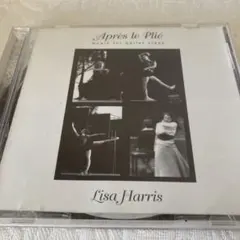 Après le Plié
music for ballet class
Lisa Harris